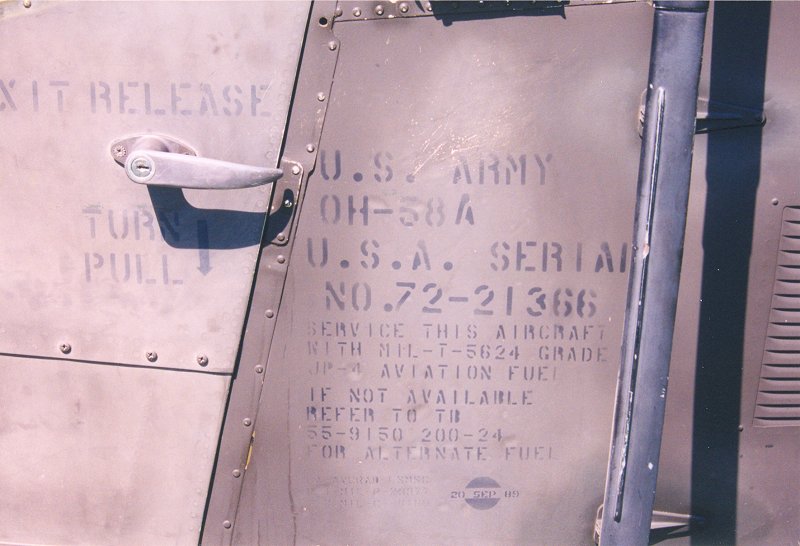 XIT RELEASE
TURN
PULL
U.S. ARMY
OH-58A
U.S.A. SERIAL
NO.72-21366
SERVICE THIS AIRCRAFT
WITH MIL-T-5624 GRADE
JP-4 AVIATION FUEL
IF NOT AVAILABLE
REFER TO TB
55-9150 200-24
FOR ALTERNATE FUEL
20 SEP 89